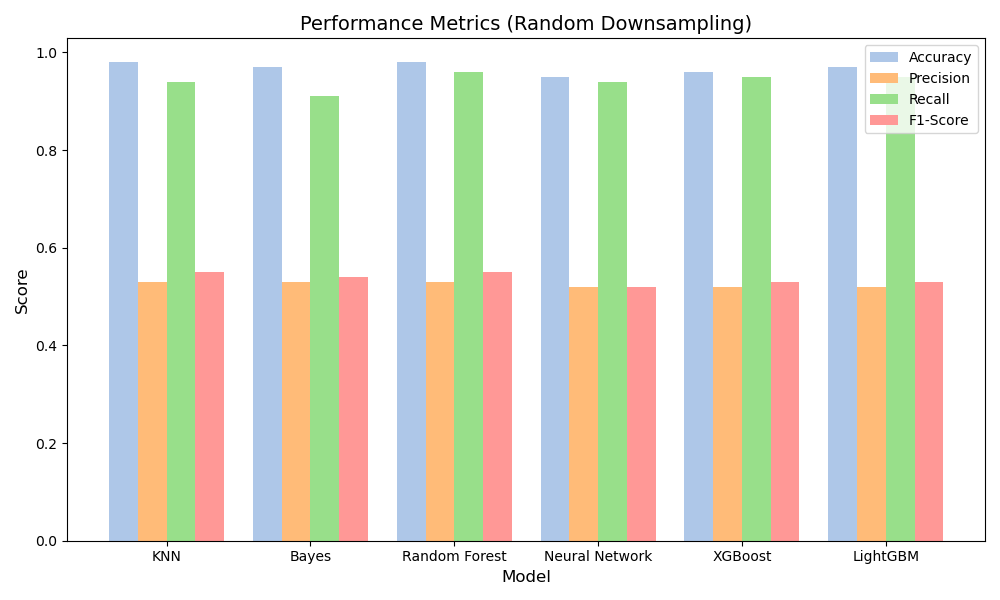 Performance Metrics (Random Downsampling)
1.0
0.8
0.6
0.4
0.2
0.0
Score
Accuracy
Precision
Recall
F1-Score
KNN
Bayes
Random Forest
Neural Network
XGBoost
LightGBM
Model